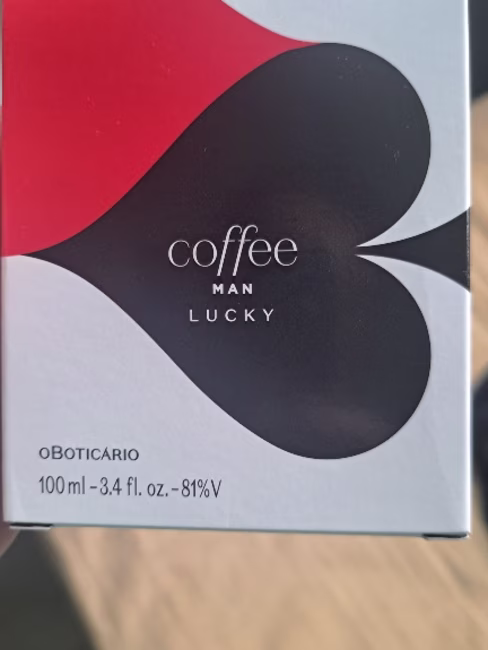 coffee
MAN
LUCKY
oBOTICÁRIO
100 ml - 3.4 fl. oz. - 81%V